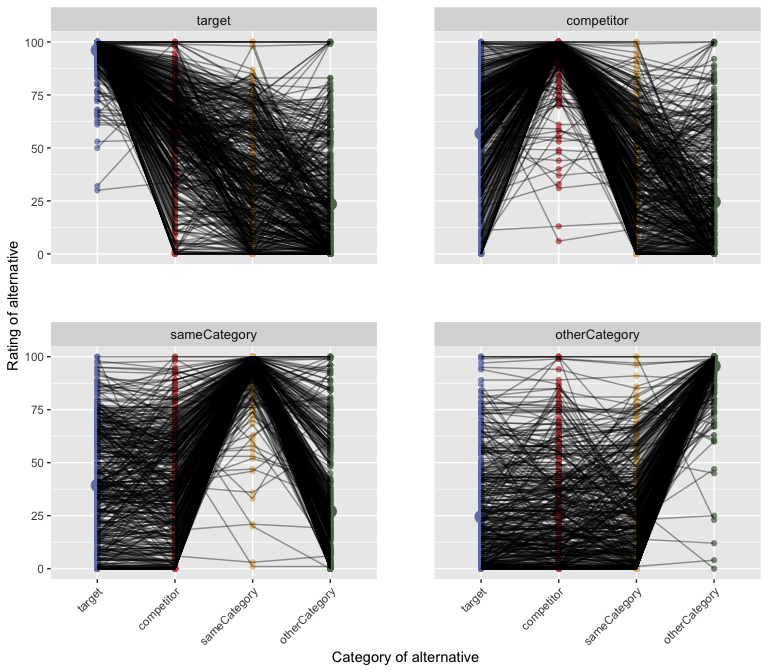 target
competitor
100
75
50
25
0
Rating of alternative
sameCategory
otherCategory
100
75
50
25
0
target
competitor
sameCategory
otherCategory
target
competitor
sameCategory
otherCategory
Category of alternative